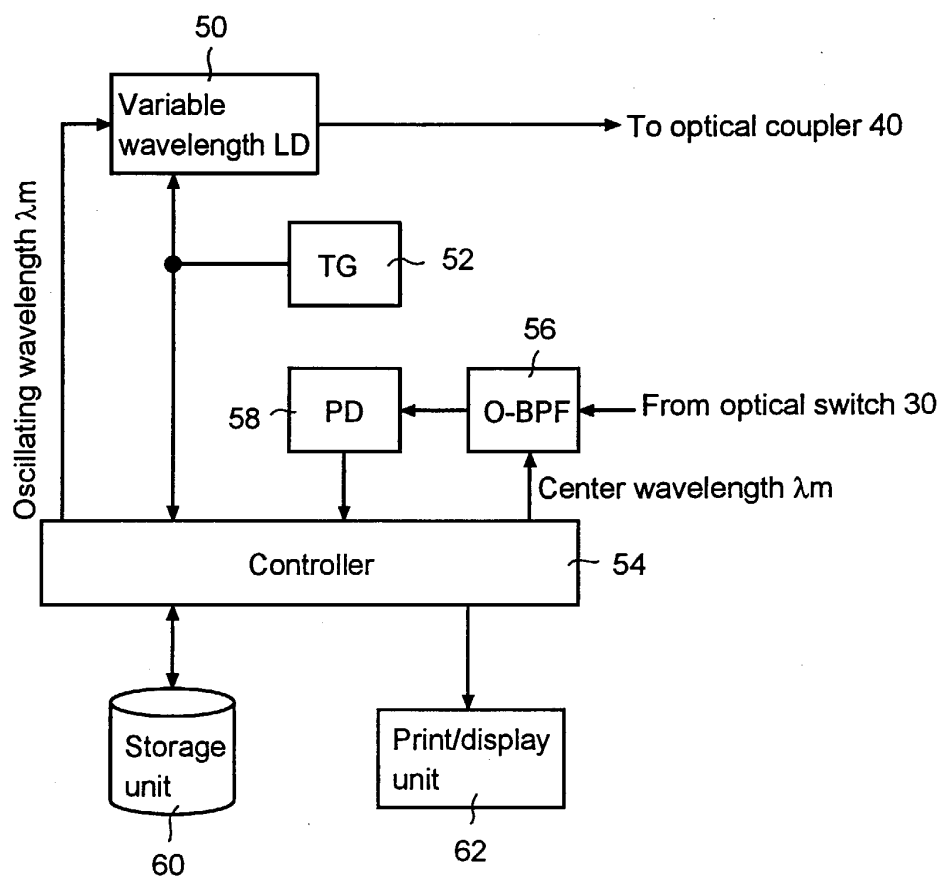 50
Variable
wavelength LD
To optical coupler 40
Oscillating wavelength λm
TG
52
56
58
PD
O-BPF
From optical switch 30
Center wavelength λm
Controller
54
Storage
unit
Print/display
unit
60
62